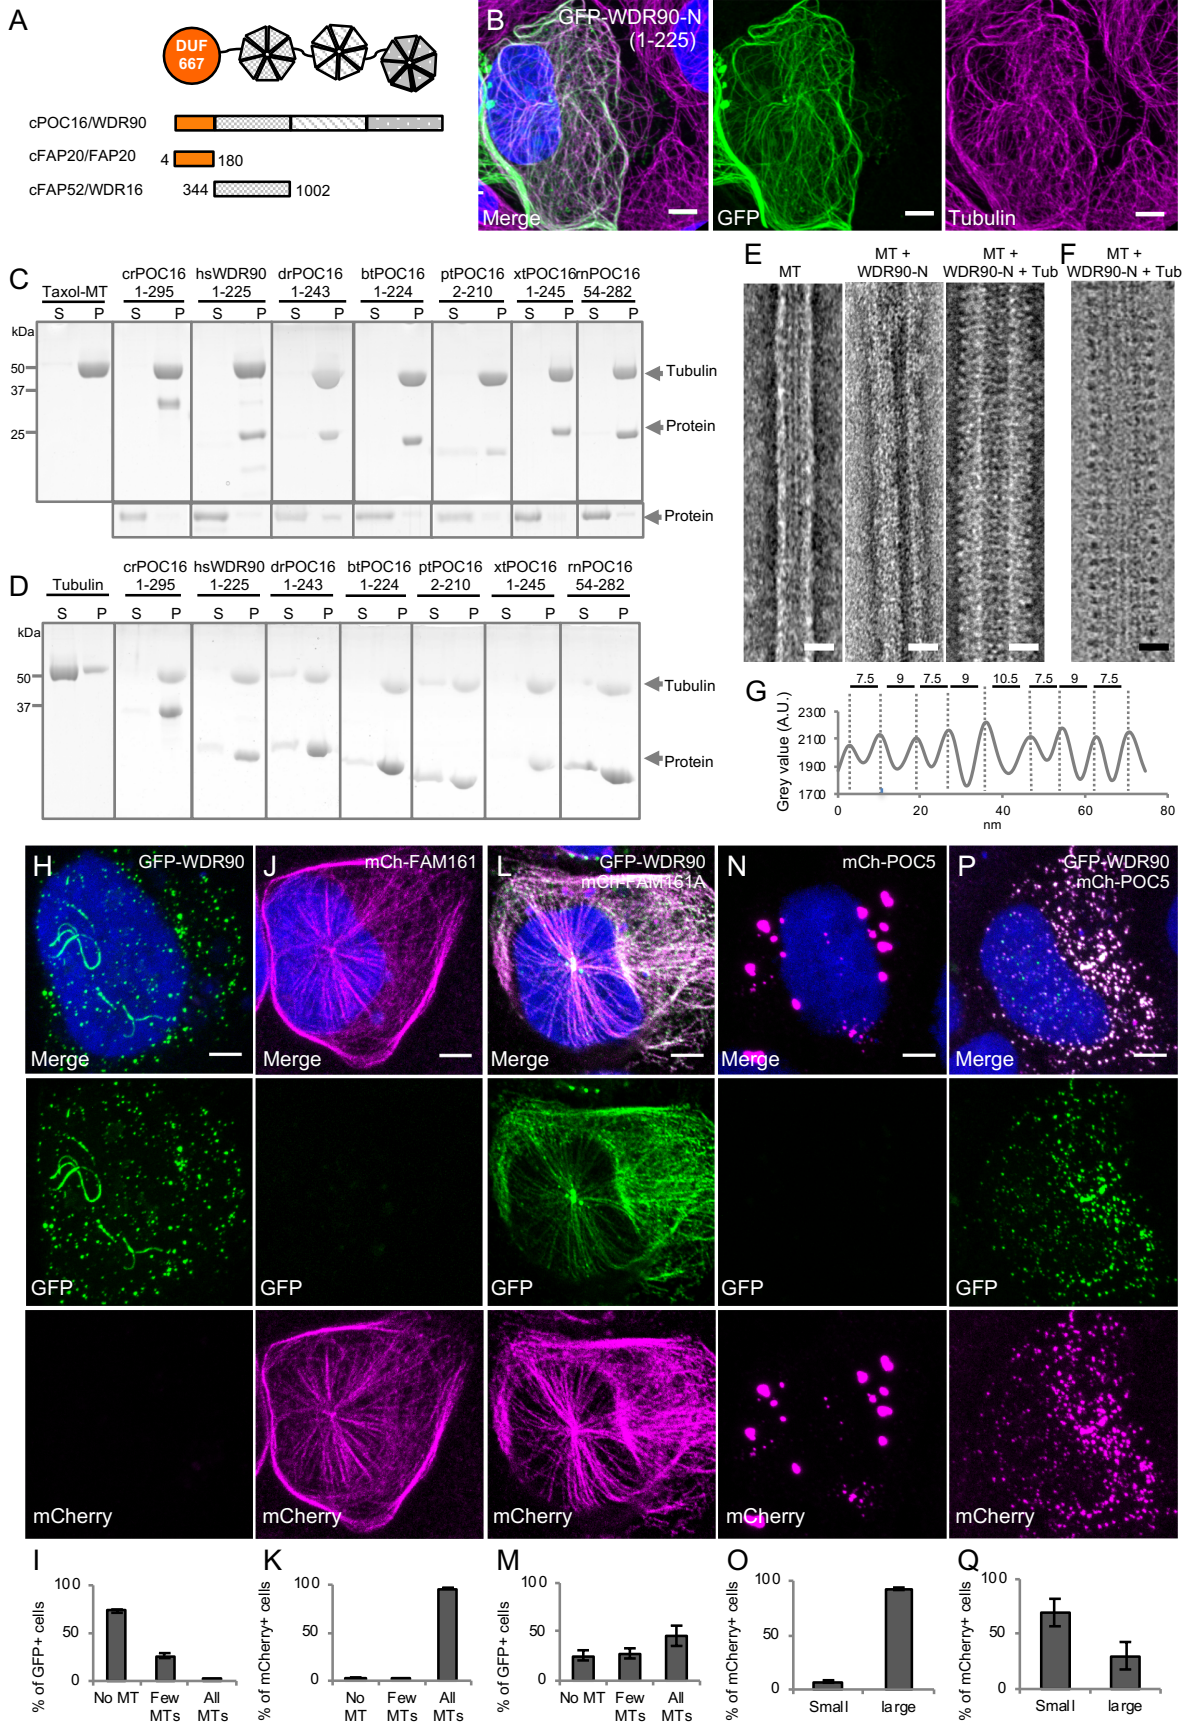 A
DUF
667
cPOC16/WDR90
cFAP20/FAP20
4
180
cFAP52/WDR16
344
1002
B
GFP-WDR90-N
(1-225)
Merge
GFP
Tubulin
C
Taxol-MT
crPOC16
1-295
hsWDR90
1-225
drPOC16
1-243
btPOC16
1-224
ptPOC16
2-210
xtPOC16
1-245
rnPOC16
54-282
S P S P S P S P S P S P S P S P
kDa
50
37
25
Tubulin
Protein
Protein
D
Tubulin
crPOC16
1-295
hsWDR90
1-225
drPOC16
1-243
btPOC16
1-224
ptPOC16
2-210
xtPOC16
1-245
rnPOC16
54-282
S P S P S P S P S P S P S P S P
kDa
50
37
Tubulin
Protein
E
MT
MT +
WDR90-N
MT +
WDR90-N + Tub
F
MT +
WDR90-N + Tub
G
7.5 9 7.5 9 10.5 7.5 9 7.5
Grey value (A.U.)
2300
2100
1900
1700
0 20 40 60 80
nm
H
GFP-WDR90
Merge
GFP
mCherry
J
mCh-FAM161
Merge
GFP
mCherry
L
GFP-WDR90
mCh-FAM161A
Merge
GFP
mCherry
N
mCh-POC5
Merge
GFP
mCherry
P
GFP-WDR90
mCh-POC5
Merge
GFP
mCherry
I
% of GFP+ cells
100
50
0
No MT
Few
MTs
All
MTs
K
% of mCherry+ cells
100
50
0
No
MT
Few
MTs
All
MTs
M
% of GFP+ cells
100
50
0
No MT
Few
MTs
All
MTs
O
% of mCherry+ cells
100
50
0
Small
large
Q
% of mCherry+ cells
100
50
0
Small
large